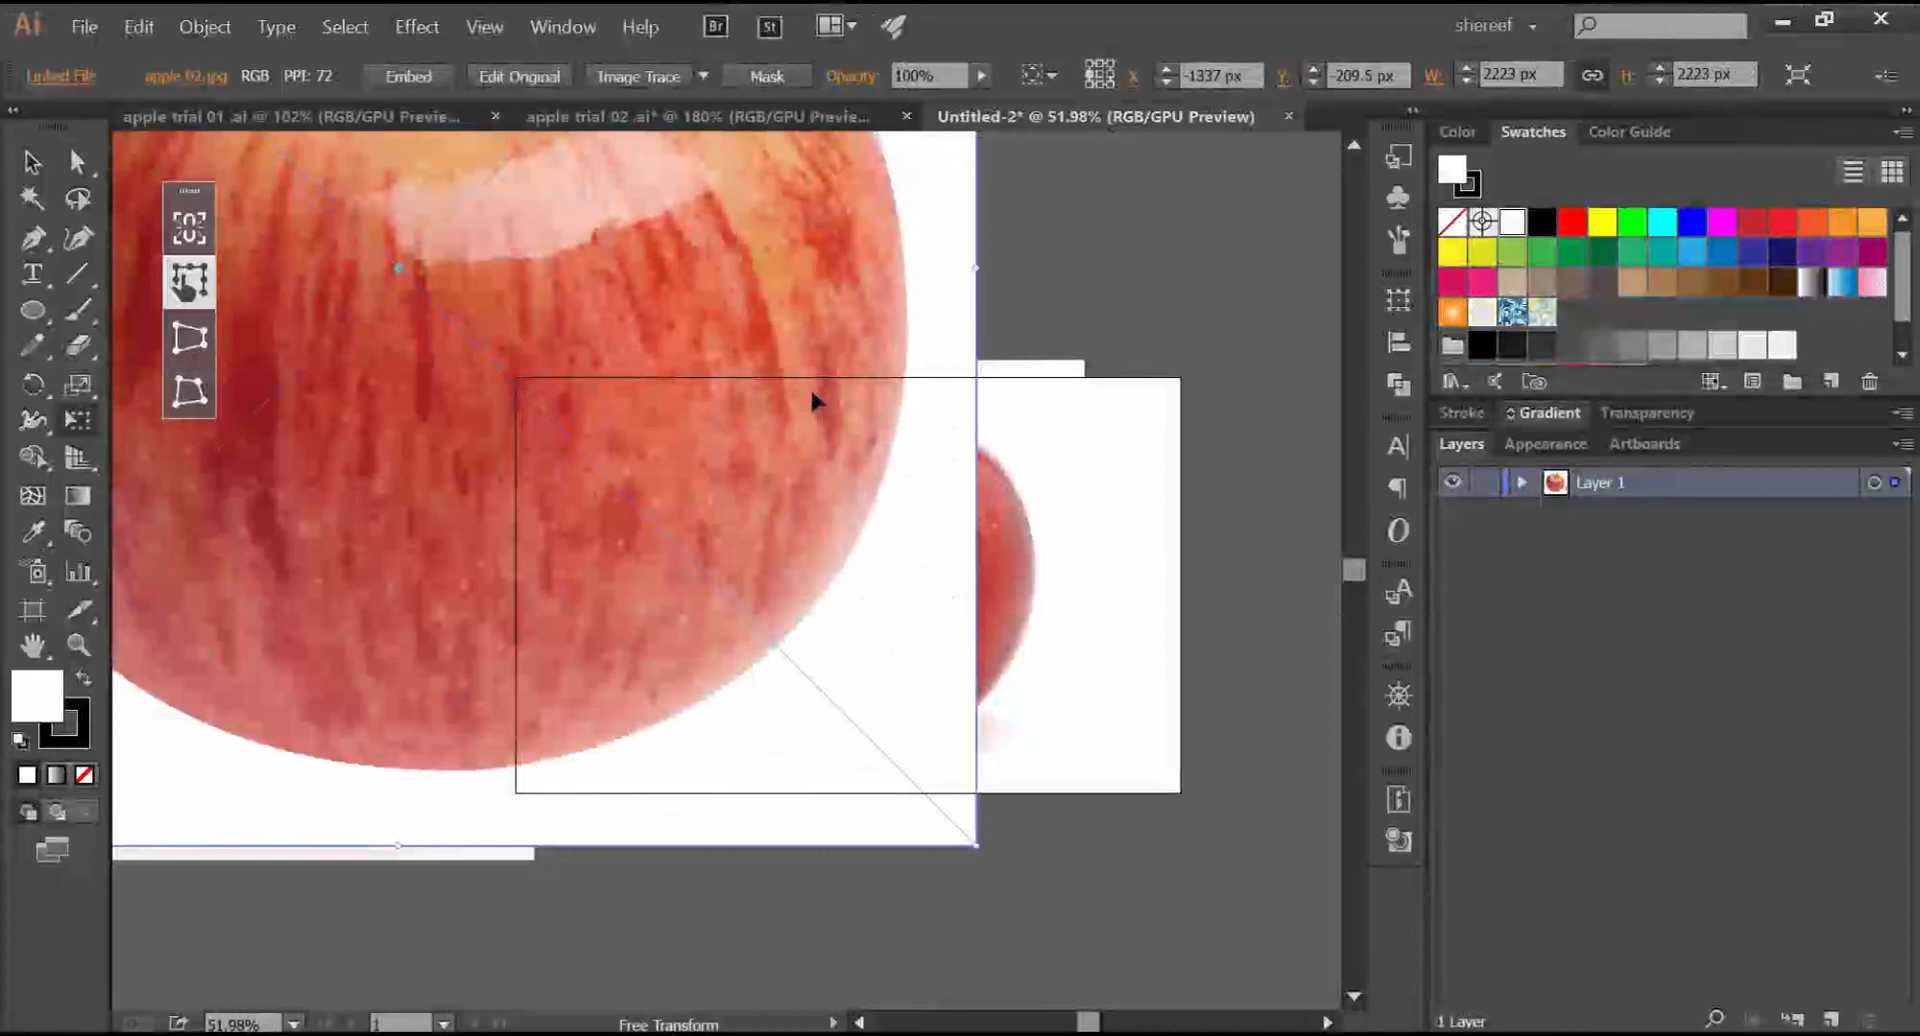 Ai File Edit Object Type Select Effect View Window Help Br St shereef
Linked File apple 02.jpg RGB PPI: 72 Embed Edit Original Image Trace Mask Opacity: 100% X: -1337 px Y: -209.5 px W: 2223 px H: 2223 px
apple trial 01 .ai @ 102% (RGB/GPU Previe... × apple trial 02 .ai* @ 180% (RGB/GPU Previe... × Untitled-2* @ 51.98% (RGB/GPU Preview) ×
Color Swatches Color Guide
Stroke Gradient Transparency
Layers Appearance Artboards
Layer 1
51.98% 1 Free Transform 1 Layer